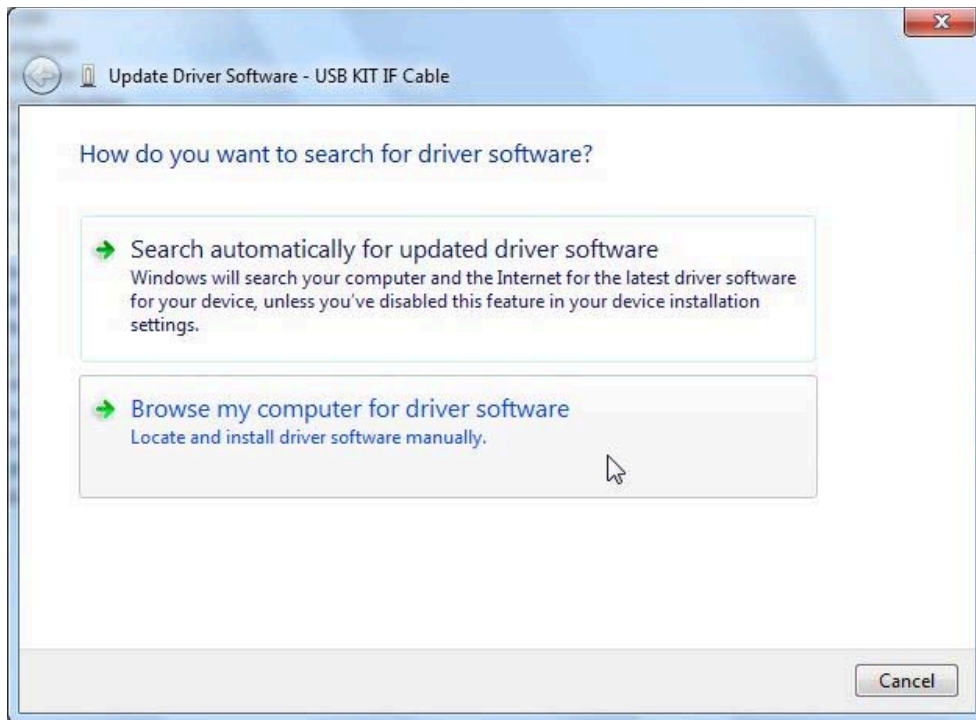 Update Driver Software - USB KIT IF Cable
How do you want to search for driver software?
Search automatically for updated driver software
Windows will search your computer and the Internet for the latest driver software
for your device, unless you've disabled this feature in your device installation
settings.
Browse my computer for driver software
Locate and install driver software manually.
Cancel